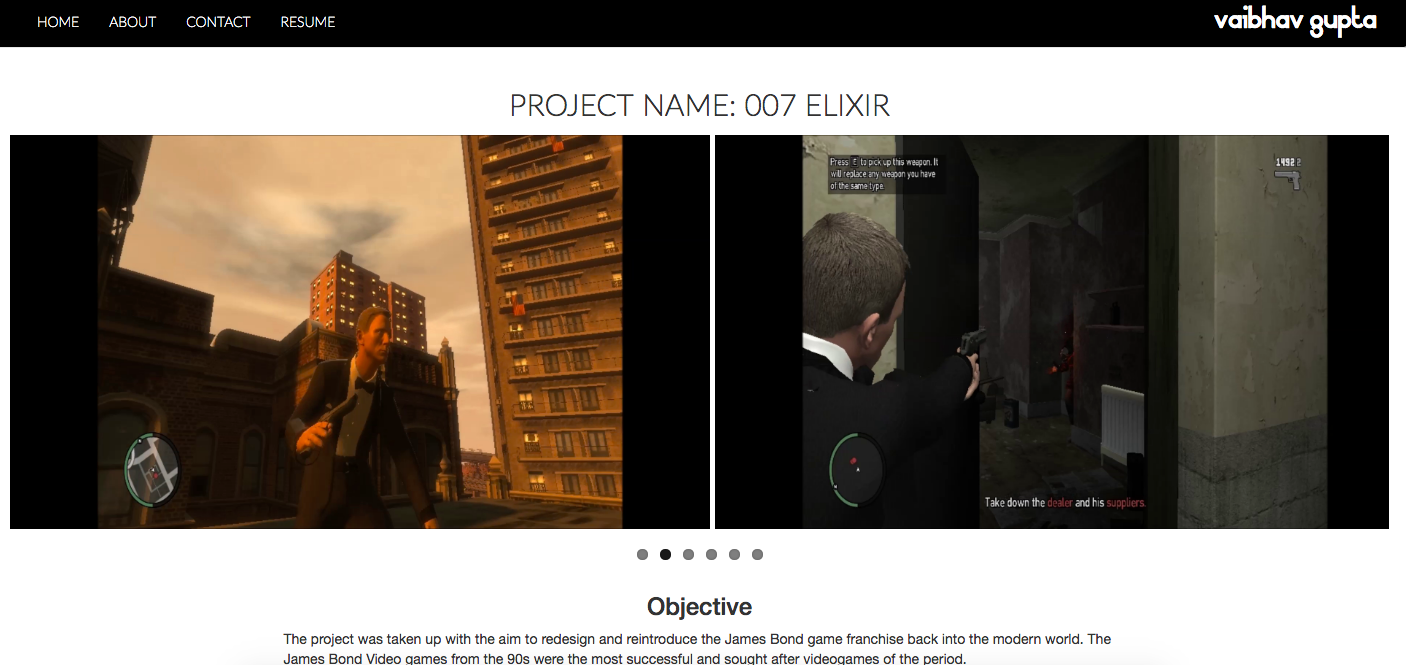 HOME ABOUT CONTACT RESUME vaibhav gupta
PROJECT NAME: 007 ELIXIR
Press E to pick up this weapon. It
will replace any weapon you have
of the same type.
1492 2
Take down the dealer and his suppliers.
Objective
The project was taken up with the aim to redesign and reintroduce the James Bond game franchise back into the modern world. The
James Bond Video games from the 90s were the most successful and sought after videogames of the period.